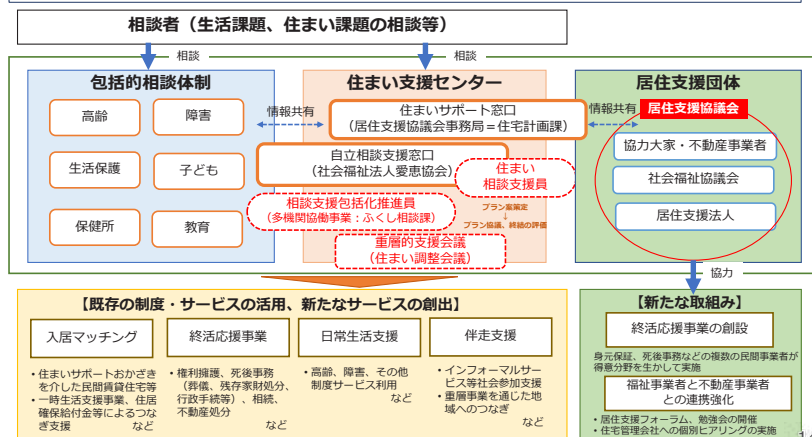 相談者（生活課題、住まい課題の相談等）
相談
相談
包括的相談体制
高齢
障害
生活保護
子ども
保健所
教育
情報共有
住まい支援センター
住まいサポート窓口
（居住支援協議会事務局＝住宅計画課）
自立相談支援窓口
（社会福祉法人愛恵協会）
住まい
相談支援員
相談支援包括化推進員
（多機関協働事業：ふくし相談課）
プラン案策定
↓
プラン協議、終結の評価
重層的支援会議
（住まい調整会議）
情報共有
居住支援団体
居住支援協議会
協力大家・不動産事業者
社会福祉協議会
居住支援法人
協力
【既存の制度・サービスの活用、新たなサービスの創出】
入居マッチング
・住まいサポートおかざき
を介した民間賃貸住宅等
・一時生活支援事業、住居
確保給付金等によるつな
ぎ支援 など
終活応援事業
・権利擁護、死後事務
（葬儀、残存家財処分、
行政手続等）、相続、
不動産処分
など
日常生活支援
・高齢、障害、その他
制度サービス利用
など
伴走支援
・インフォーマルサー
ビス等社会参加支援
・重層事業を通じた地
域へのつなぎ
など
【新たな取組み】
終活応援事業の創設
身元保証、死後事務などの複数の民間事業者が
得意分野を生かして実施
福祉事業者と不動産事業者
との連携強化
・居住支援フォーラム、勉強会の開催
・住宅管理会社への個別ヒアリングの実施